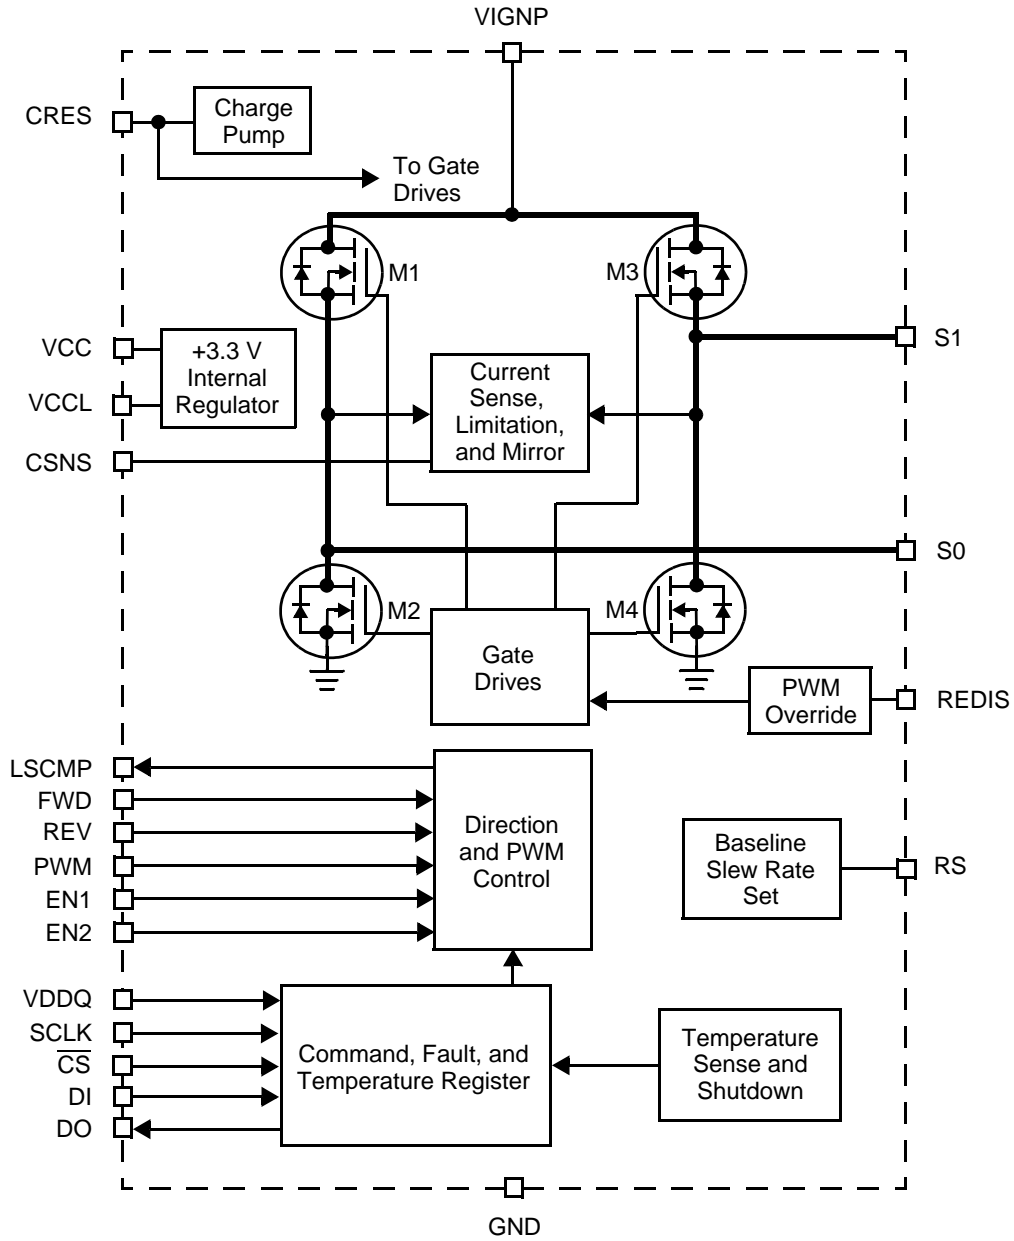 VIGNP
CRES
Charge
Pump
To Gate
Drives
M1
M3
VCC
+3.3 V
Internal
Regulator
VCCL
CSNS
Current
Sense,
Limitation,
and Mirror
S1
S0
M2
M4
Gate
Drives
PWM
Override
REDIS
LSCMP
FWD
REV
PWM
EN1
EN2
Direction
and PWM
Control
Baseline
Slew Rate
Set
RS
VDDQ
SCLK
C̅S̅
DI
DO
Command, Fault, and
Temperature Register
Temperature
Sense and
Shutdown
GND